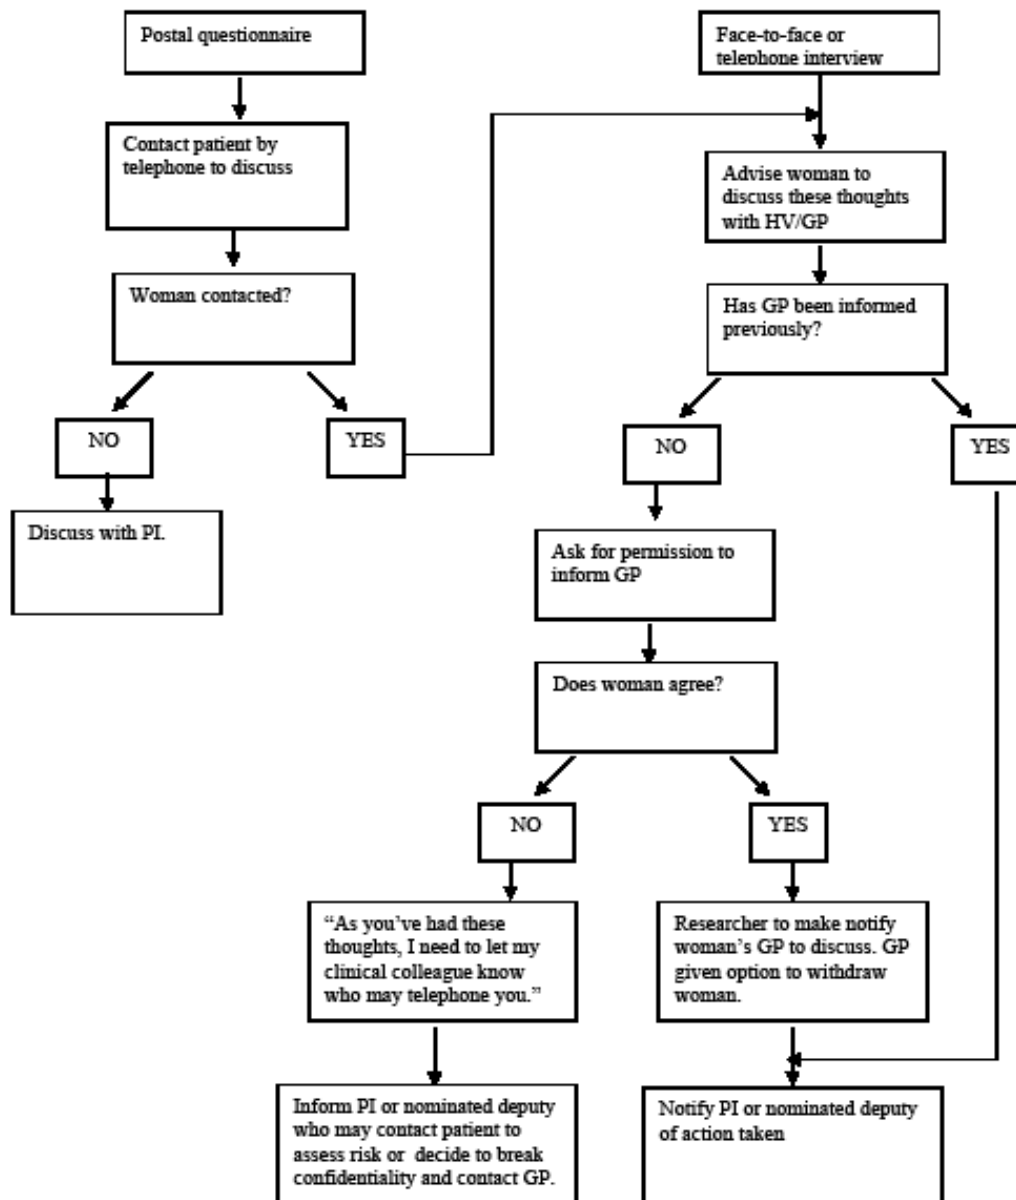 Postal questionnaire
Contact patient by
telephone to discuss
Woman contacted?
NO
YES
Discuss with PI.
Face-to-face or
telephone interview
Advise woman to
discuss these thoughts
with HV/GP
Has GP been informed
previously?
NO
YES
Ask for permission to
inform GP
Does woman agree?
NO
YES
“As you’ve had these
thoughts, I need to let my
clinical colleague know
who may telephone you.”
Researcher to make notify
woman’s GP to discuss. GP
given option to withdraw
woman.
Inform PI or nominated deputy
who may contact patient to
assess risk or decide to break
confidentiality and contact GP.
Notify PI or nominated deputy
of action taken